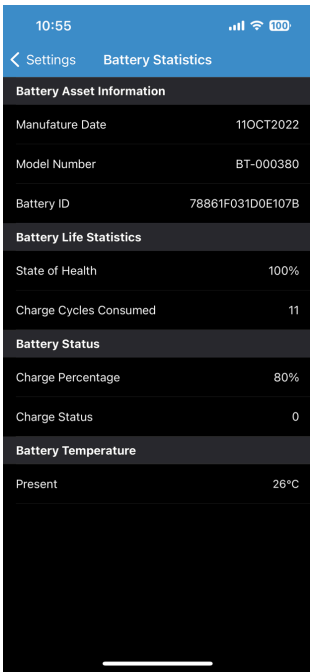 10:55
100
Settings Battery Statistics
Battery Asset Information
Manufature Date 11OCT2022
Model Number BT-000380
Battery ID 78861F031D0E107B
Battery Life Statistics
State of Health 100%
Charge Cycles Consumed 11
Battery Status
Charge Percentage 80%
Charge Status 0
Battery Temperature
Present 26°C